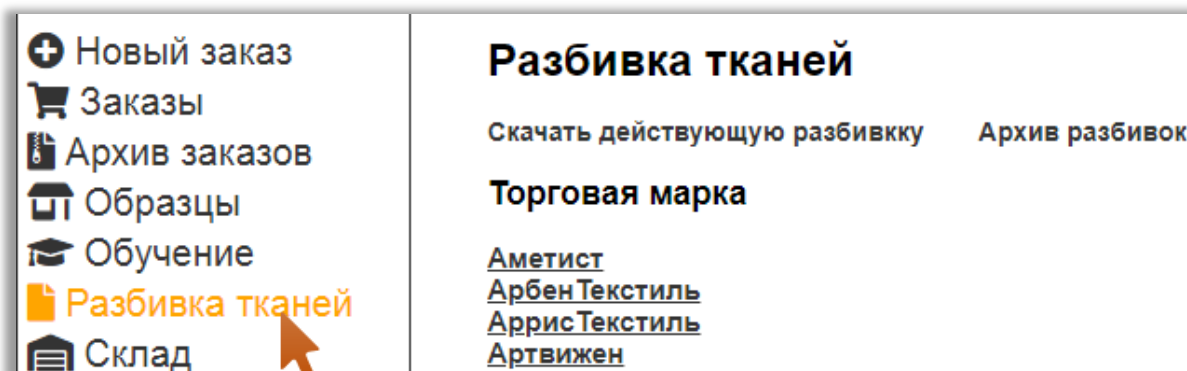 Новый заказ
Заказы
Архив заказов
Образцы
Обучение
Разбивка тканей
Склад
Разбивка тканей
Скачать действующую разбивкку Архив разбивок
Торговая марка
Аметист
АрбенТекстиль
АррисТекстиль
Артвижен